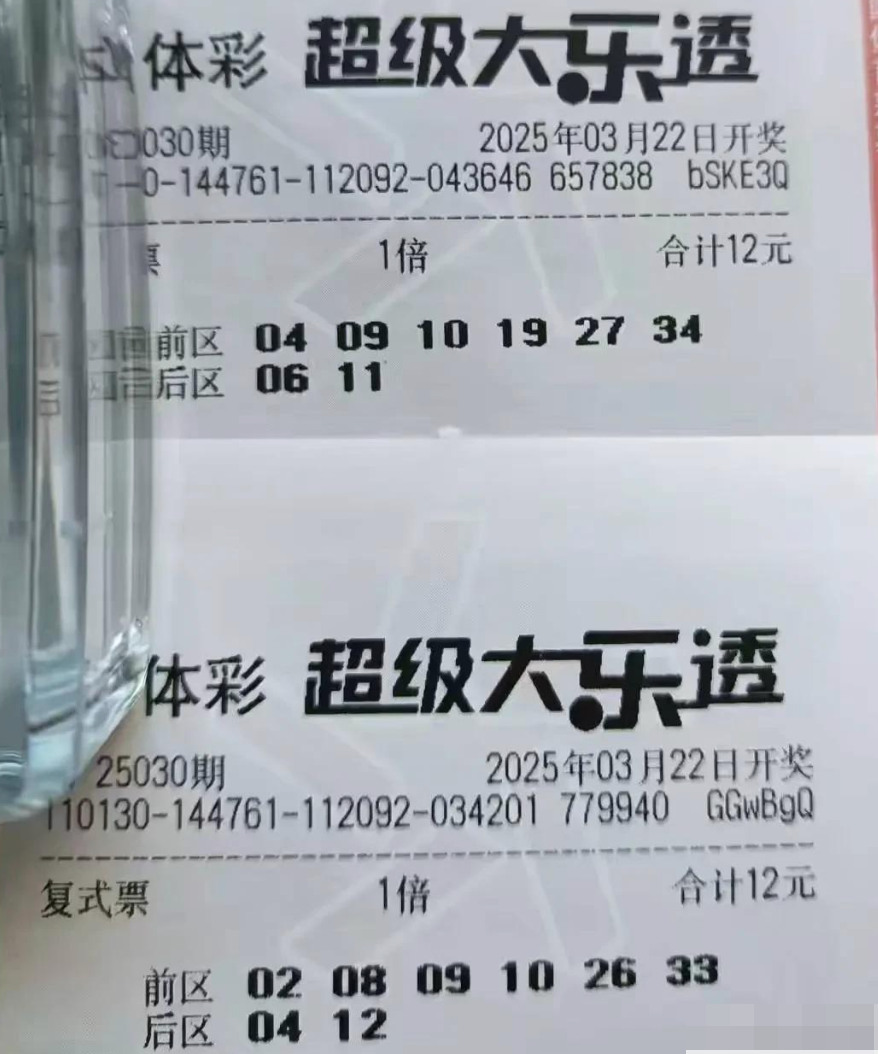 体彩 超级大乐透
030期 2025年03月22日开奖
0-144761-112092-043646 657838 bSKE3Q
票 1倍 合计12元
前区 04 09 10 19 27 34
后区 06 11
体彩 超级大乐透
25030期 2025年03月22日开奖
110130-144761-112092-034201 779940 GGwBgQ
复式票 1倍 合计12元
前区 02 08 09 10 26 33
后区 04 12